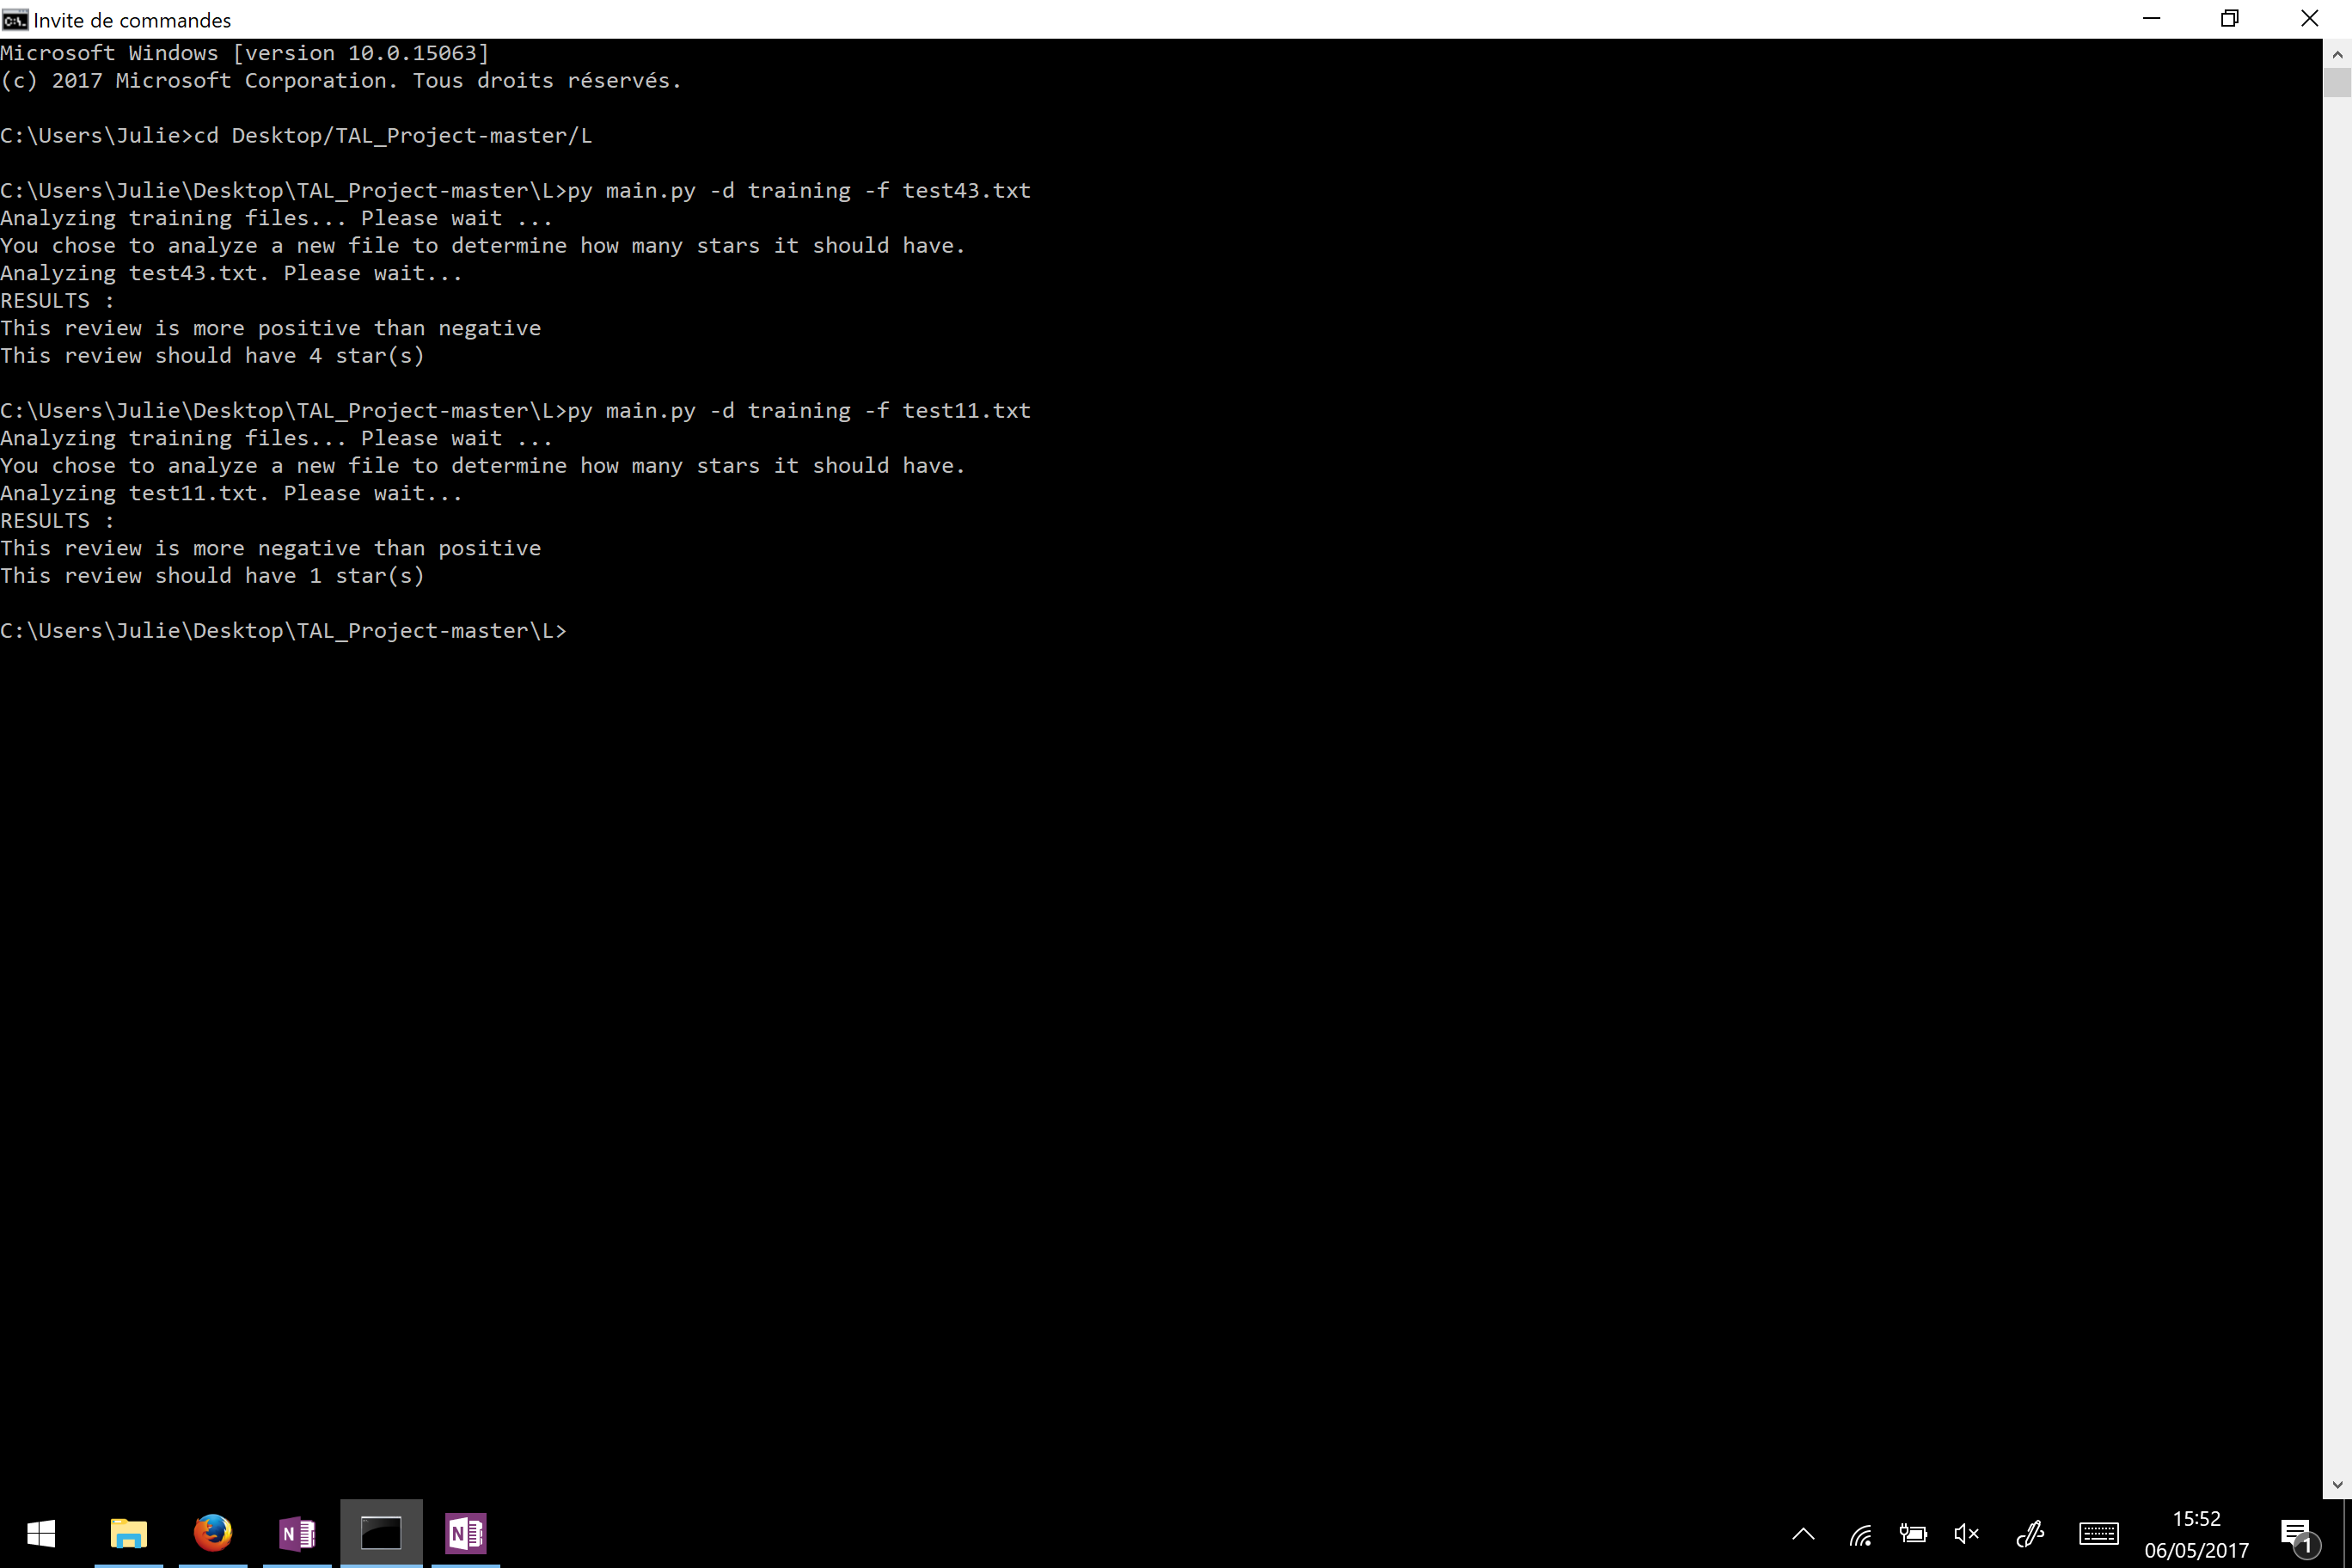 Invite de commandes
Microsoft Windows [version 10.0.15063]
(c) 2017 Microsoft Corporation. Tous droits réservés.
C:\Users\Julie>cd Desktop/TAL_Project-master/L
C:\Users\Julie\Desktop\TAL_Project-master\L>py main.py -d training -f test43.txt
Analyzing training files... Please wait ...
You chose to analyze a new file to determine how many stars it should have.
Analyzing test43.txt. Please wait...
RESULTS :
This review is more positive than negative
This review should have 4 star(s)
C:\Users\Julie\Desktop\TAL_Project-master\L>py main.py -d training -f test11.txt
Analyzing training files... Please wait ...
You chose to analyze a new file to determine how many stars it should have.
Analyzing test11.txt. Please wait...
RESULTS :
This review is more negative than positive
This review should have 1 star(s)
C:\Users\Julie\Desktop\TAL_Project-master\L>
15:52
06/05/2017
1